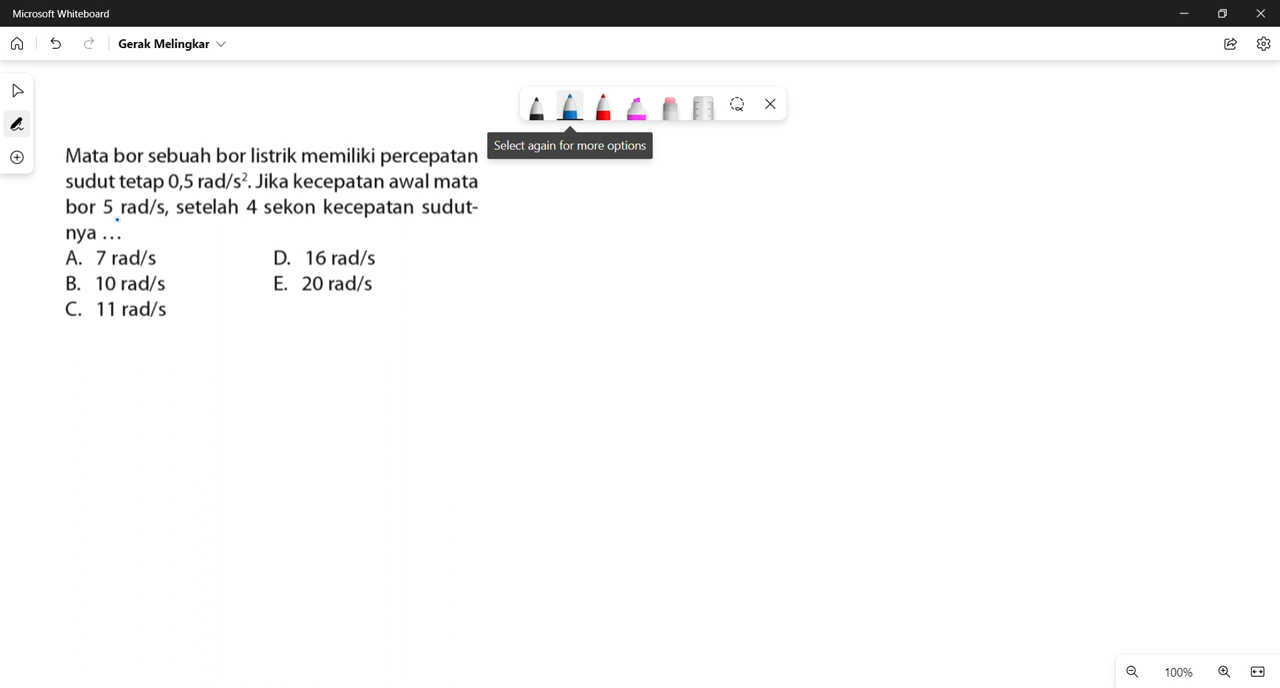 Microsoft Whiteboard
Gerak Melingkar
Select again for more options
Mata bor sebuah bor listrik memiliki percepatan
sudut tetap 0,5 rad/s². Jika kecepatan awal mata
bor 5 rad/s, setelah 4 sekon kecepatan sudut-
nya ...
A. 7 rad/s D. 16 rad/s
B. 10 rad/s E. 20 rad/s
C. 11 rad/s
100%